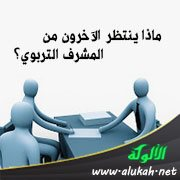 ماذا ينتظر الآخرون من
المشرف التربوي؟
الألوكة
www.alukah.net